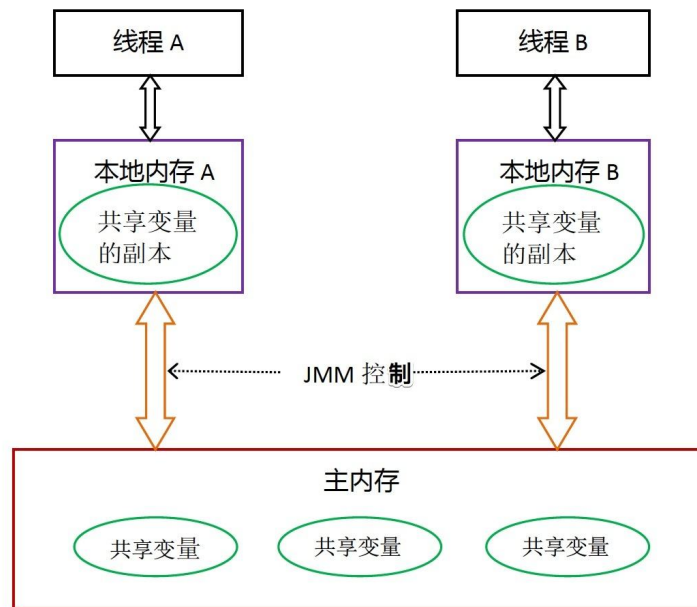 线程 A
线程 B
本地内存 A
本地内存 B
共享变量
的副本
共享变量
的副本
JMM 控制
主内存
共享变量
共享变量
共享变量